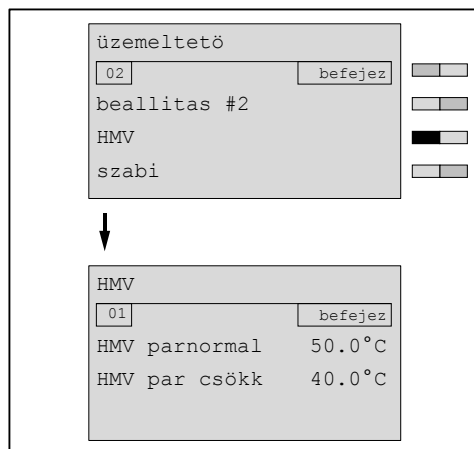 üzemeltetö
02 befejez
beallitas #2
HMV
szabi
HMV
01 befejez
HMV parnormal 50.0°C
HMV par csökk 40.0°C